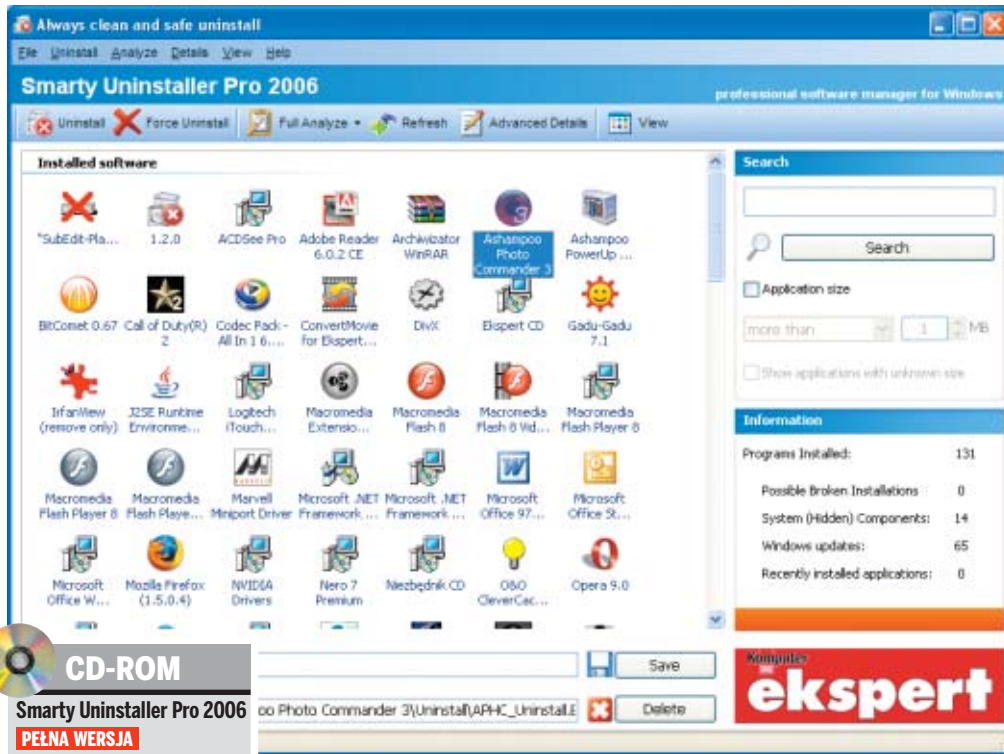 Always clean and safe uninstall
File Uninstall Analyze Details View Help
Smarty Uninstaller Pro 2006
professional software manager for Windows
Uninstall Force Uninstall Full Analyze Refresh Advanced Details View
Installed software
"SubEdit-Pla...
1.2.0
ACDSee Pro
Adobe Reader
6.0.2 CE
Archiwizator
WinRAR
Ashampoo
Photo
Commander 3
Ashampoo
PowerUp ...
BitComet 0.67
Call of Duty(R)
2
Codec Pack -
All In 1 6....
ConvertMovie
for Ekspert...
DivX
Ekspert CD
Gadu-Gadu
7.1
IrfanView
(remove only)
J2SE Runtime
Environme...
Logitech
iTouch...
Macromedia
Extensio...
Macromedia
Flash 8
Macromedia
Flash 8 Vid...
Macromedia
Flash Player 8
Macromedia
Flash Player 8
Macromedia
Flash Playe...
Marvell
Miniport Driver
Microsoft .NET
Framework ...
Microsoft .NET
Framework ...
Microsoft
Office 97...
Microsoft
Office St...
Microsoft
Office W...
Mozilla Firefox
(1.5.0.4)
NVIDIA
Drivers
Nero 7
Premium
Niezbędnik CD
O&O
CleverCac...
Opera 9.0
Search
Search
Application size
more than 1 MB
Show applications with unknown size
Information
Programs Installed: 131
Possible Broken Installations 0
System (Hidden) Components: 14
Windows updates: 65
Recently installed applications: 0
Save
oo Photo Commander 3\Uninstall\APHC_Uninstall.E
Delete
Komputer
ekspert
CD-ROM
Smarty Uninstaller Pro 2006
PEŁNA WERSJA